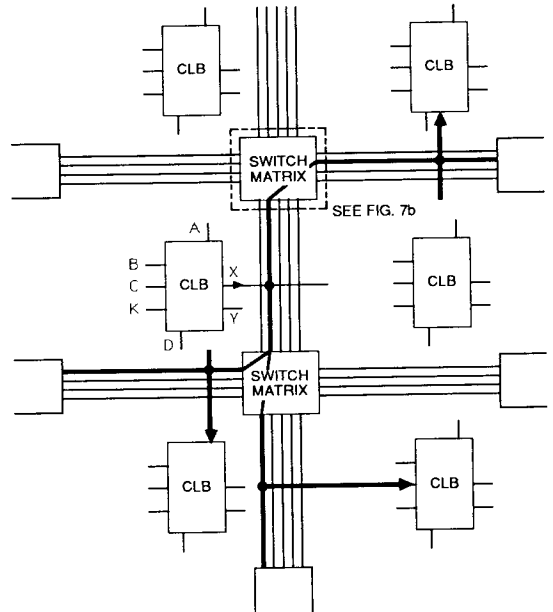 CLB
CLB
SWITCH
MATRIX
SEE FIG. 7b
A
B
C
K
D
CLB
X
Y
CLB
SWITCH
MATRIX
CLB
CLB